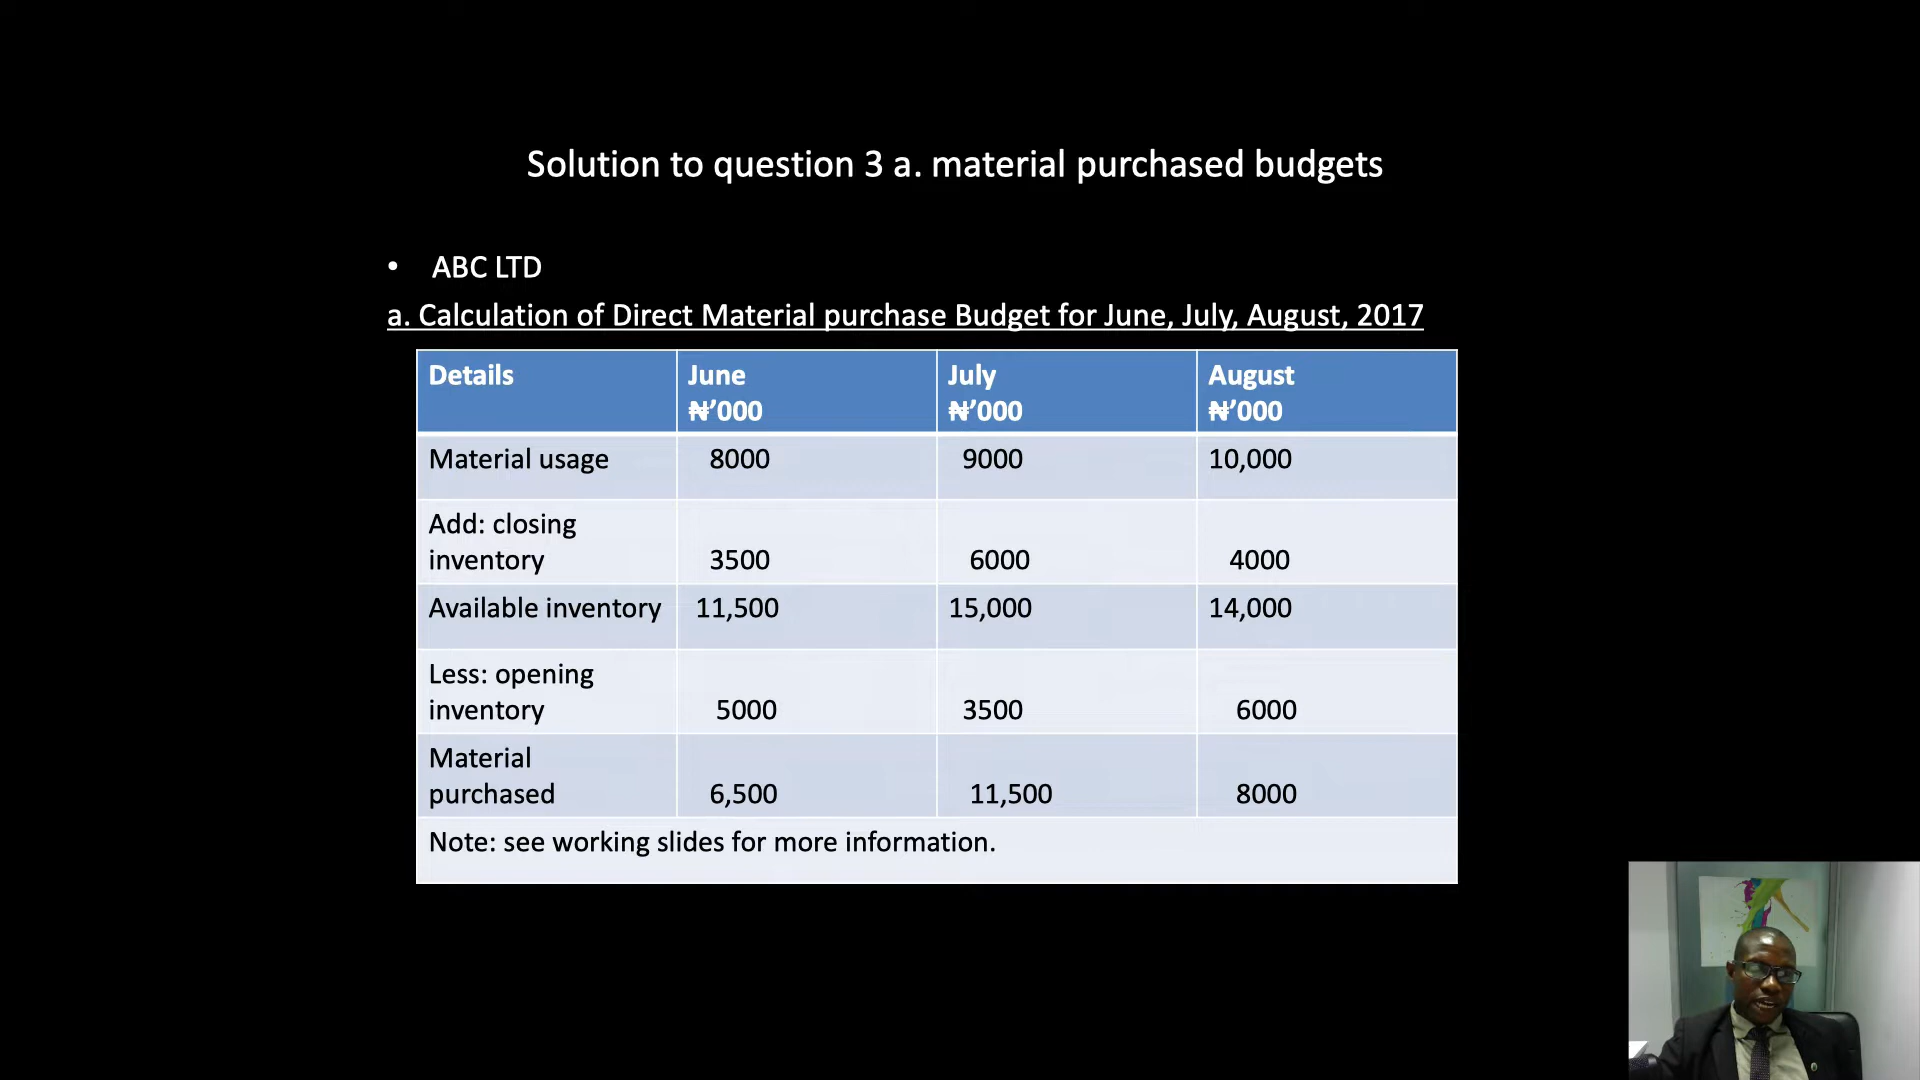 Solution to question 3 a. material purchased budgets
• ABC LTD
a. Calculation of Direct Material purchase Budget for June, July, August, 2017
Details June July August
₦’000 ₦’000 ₦’000
Material usage 8000 9000 10,000
Add: closing
inventory 3500 6000 4000
Available inventory 11,500 15,000 14,000
Less: opening
inventory 5000 3500 6000
Material
purchased 6,500 11,500 8000
Note: see working slides for more information.